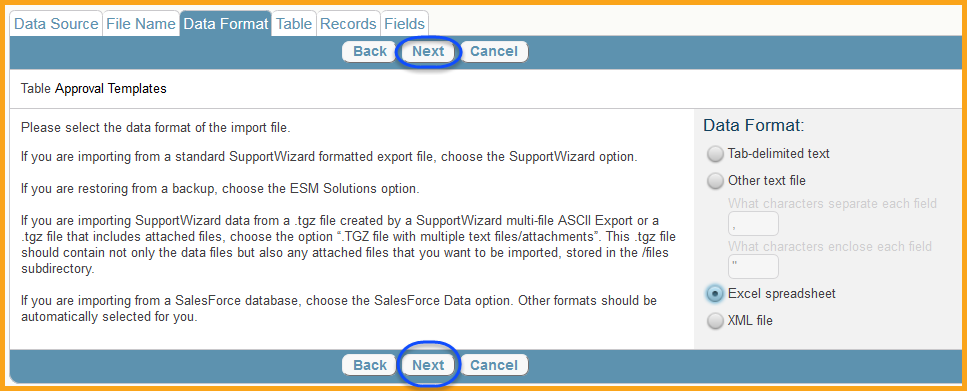 Data Source File Name Data Format Table Records Fields
Back Next Cancel
Table Approval Templates
Please select the data format of the import file.
If you are importing from a standard SupportWizard formatted export file, choose the SupportWizard option.
If you are restoring from a backup, choose the ESM Solutions option.
If you are importing SupportWizard data from a .tgz file created by a SupportWizard multi-file ASCII Export or a
.tgz file that includes attached files, choose the option “.TGZ file with multiple text files/attachments”. This .tgz file
should contain not only the data files but also any attached files that you want to be imported, stored in the /files
subdirectory.
If you are importing from a SalesForce database, choose the SalesForce Data option. Other formats should be
automatically selected for you.
Data Format:
Tab-delimited text
Other text file
What characters separate each field
,
What characters enclose each field
"
Excel spreadsheet
XML file
Back Next Cancel